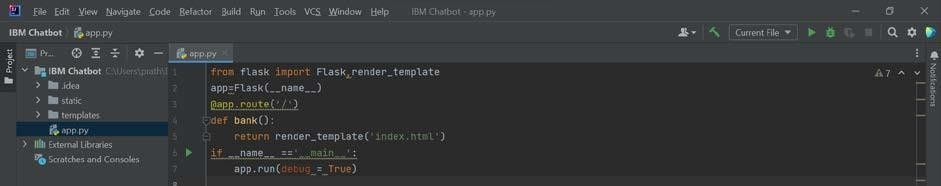 File Edit View Navigate Code Refactor Build Run Tools VCS Window Help IBM Chatbot - app.py
IBM Chatbot app.py Current File
Project Pr... app.py
IBM Chatbot C:\Users\prath\
.idea
static
templates
app.py
External Libraries
Scratches and Consoles
1 from flask import Flask,render_template
2 app=Flask(__name__)
3 @app.route('/')
4 def bank():
5 return render_template('index.html')
6 if __name__ =='__main__':
7 app.run(debug = True)
7
Notifications